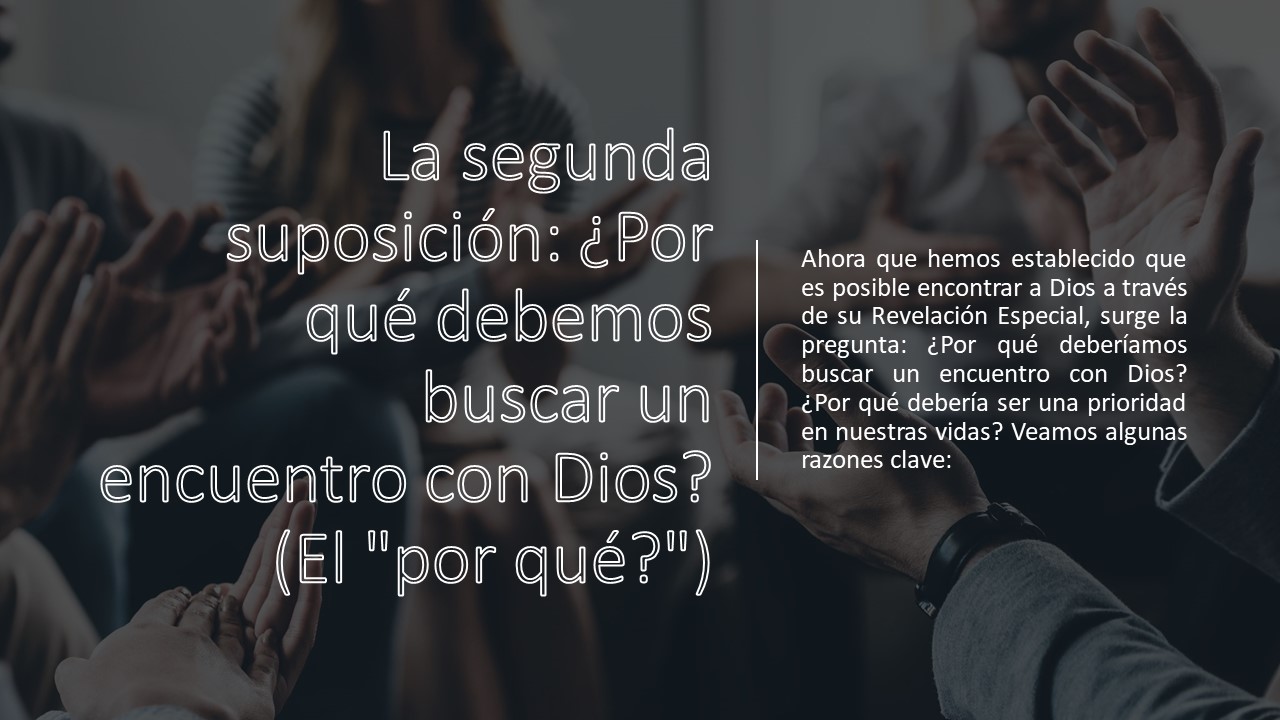 La segunda
suposición: ¿Por
qué debemos
buscar un
encuentro con Dios?
(El "por qué?")
Ahora que hemos establecido que
es posible encontrar a Dios a través
de su Revelación Especial, surge la
pregunta: ¿Por qué deberíamos
buscar un encuentro con Dios?
¿Por qué debería ser una prioridad
en nuestras vidas? Veamos algunas
razones clave: